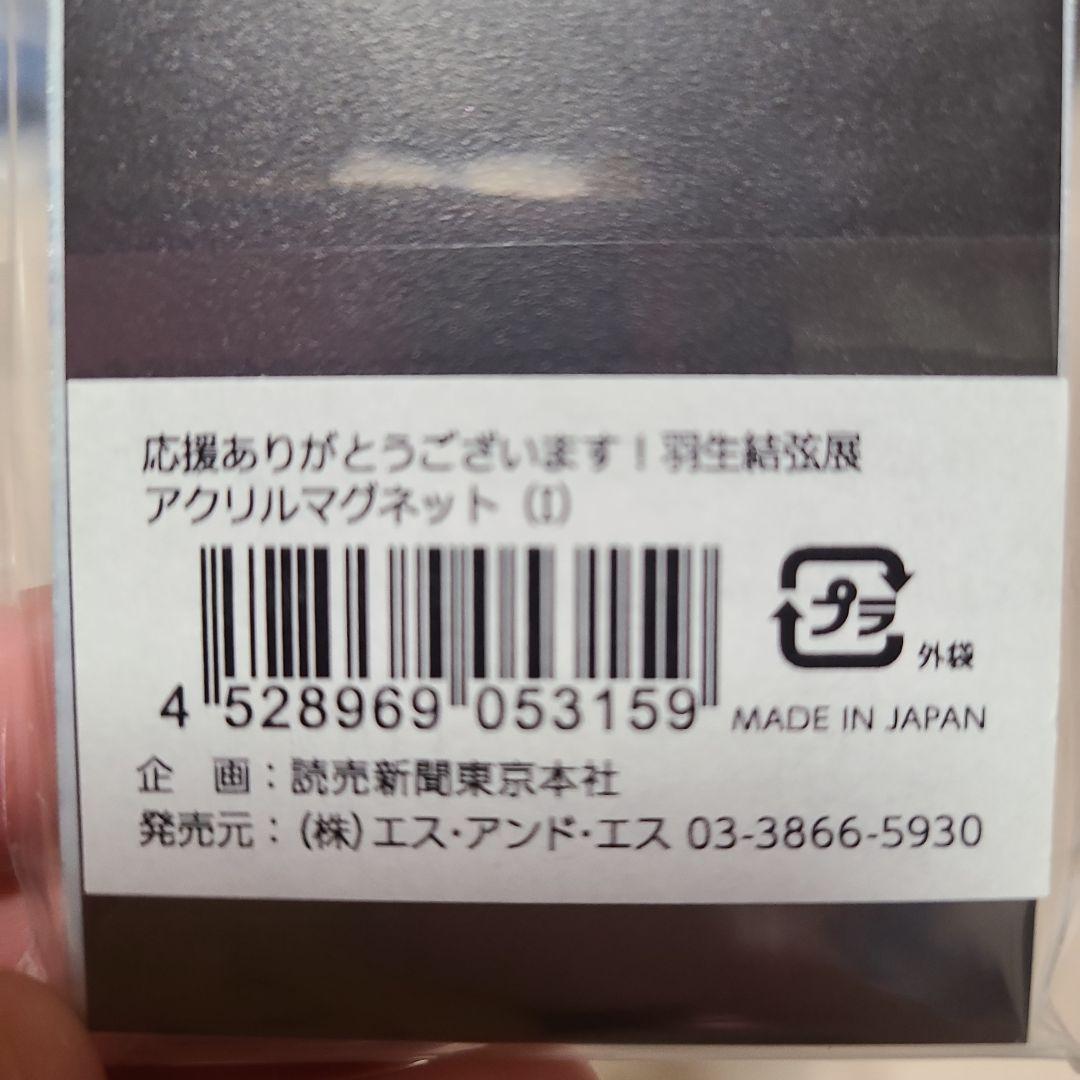 応援ありがとうございます！羽生結弦展
アクリルマグネット（I）
プラ
外袋
4 528969 053159
MADE IN JAPAN
企　画：読売新聞東京本社
発売元：（株）エス・アンド・エス 03-3866-5930